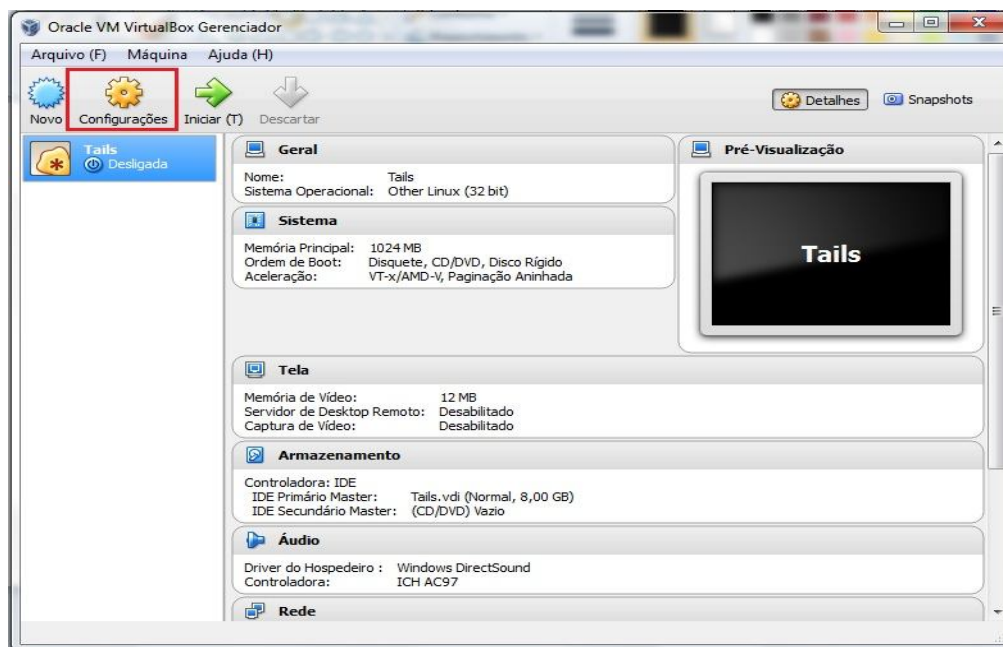 Oracle VM VirtualBox Gerenciador
Arquivo (F) Máquina Ajuda (H)
Novo Configurações Iniciar (T) Descartar
Detalhes Snapshots
Tails
Desligada
Geral
Nome: Tails
Sistema Operacional: Other Linux (32 bit)
Sistema
Memória Principal: 1024 MB
Ordem de Boot: Disquete, CD/DVD, Disco Rígido
Aceleração: VT-x/AMD-V, Paginação Aninhada
Pré-Visualização
Tails
Tela
Memória de Vídeo: 12 MB
Servidor de Desktop Remoto: Desabilitado
Captura de Vídeo: Desabilitado
Armazenamento
Controladora: IDE
IDE Primário Master: Tails.vdi (Normal, 8,00 GB)
IDE Secundário Master: (CD/DVD) Vazio
Áudio
Driver do Hospedeiro : Windows DirectSound
Controladora: ICH AC97
Rede